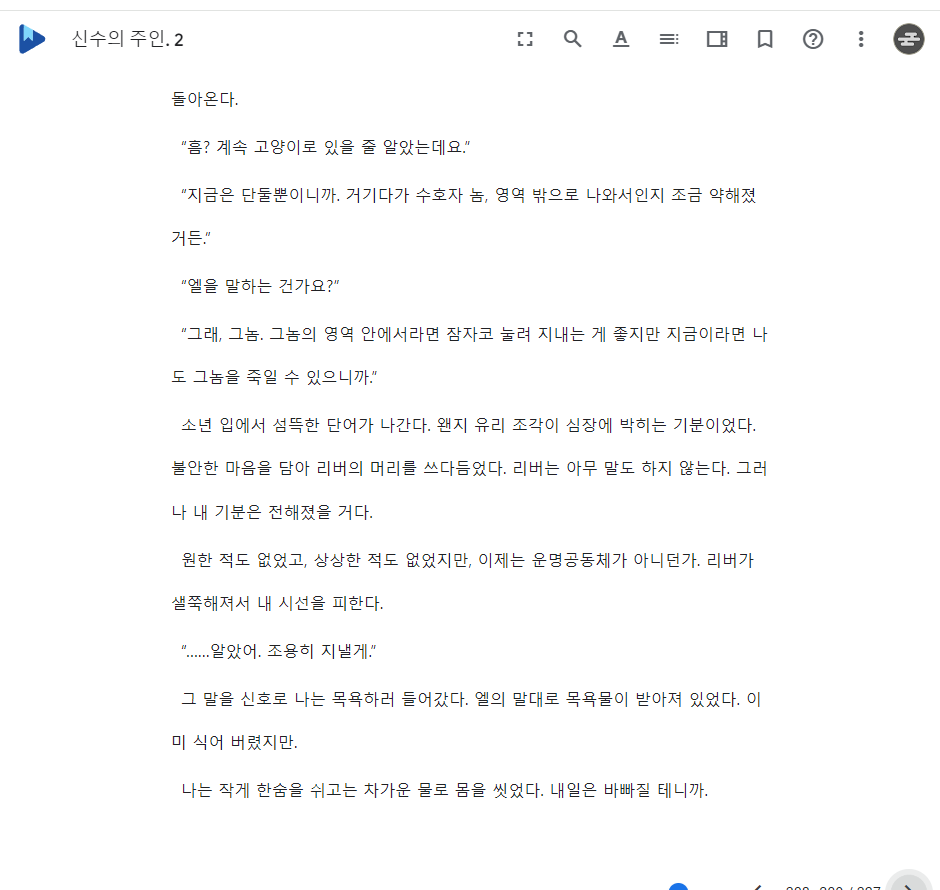 신수의 주인. 2
돌아온다.
"흠? 계속 고양이로 있을 줄 알았는데요."
"지금은 단둘뿐이니까. 거기다가 수호자 놈, 영역 밖으로 나와서인지 조금 약해졌
거든."
"엘을 말하는 건가요?"
"그래, 그놈. 그놈의 영역 안에서라면 잠자코 눌려 지내는 게 좋지만 지금이라면 나
도 그놈을 죽일 수 있으니까."
소년 입에서 섬뜩한 단어가 나간다. 왠지 유리 조각이 심장에 박히는 기분이었다.
불안한 마음을 담아 리버의 머리를 쓰다듬었다. 리버는 아무 말도 하지 않는다. 그러
나 내 기분은 전해졌을 거다.
원한 적도 없었고, 상상한 적도 없었지만, 이제는 운명공동체가 아니던가. 리버가
샐쭉해져서 내 시선을 피한다.
"……알았어. 조용히 지낼게."
그 말을 신호로 나는 목욕하러 들어갔다. 엘의 말대로 목욕물이 받아져 있었다. 이
미 식어 버렸지만.
나는 작게 한숨을 쉬고는 차가운 물로 몸을 씻었다. 내일은 바빠질 테니까.